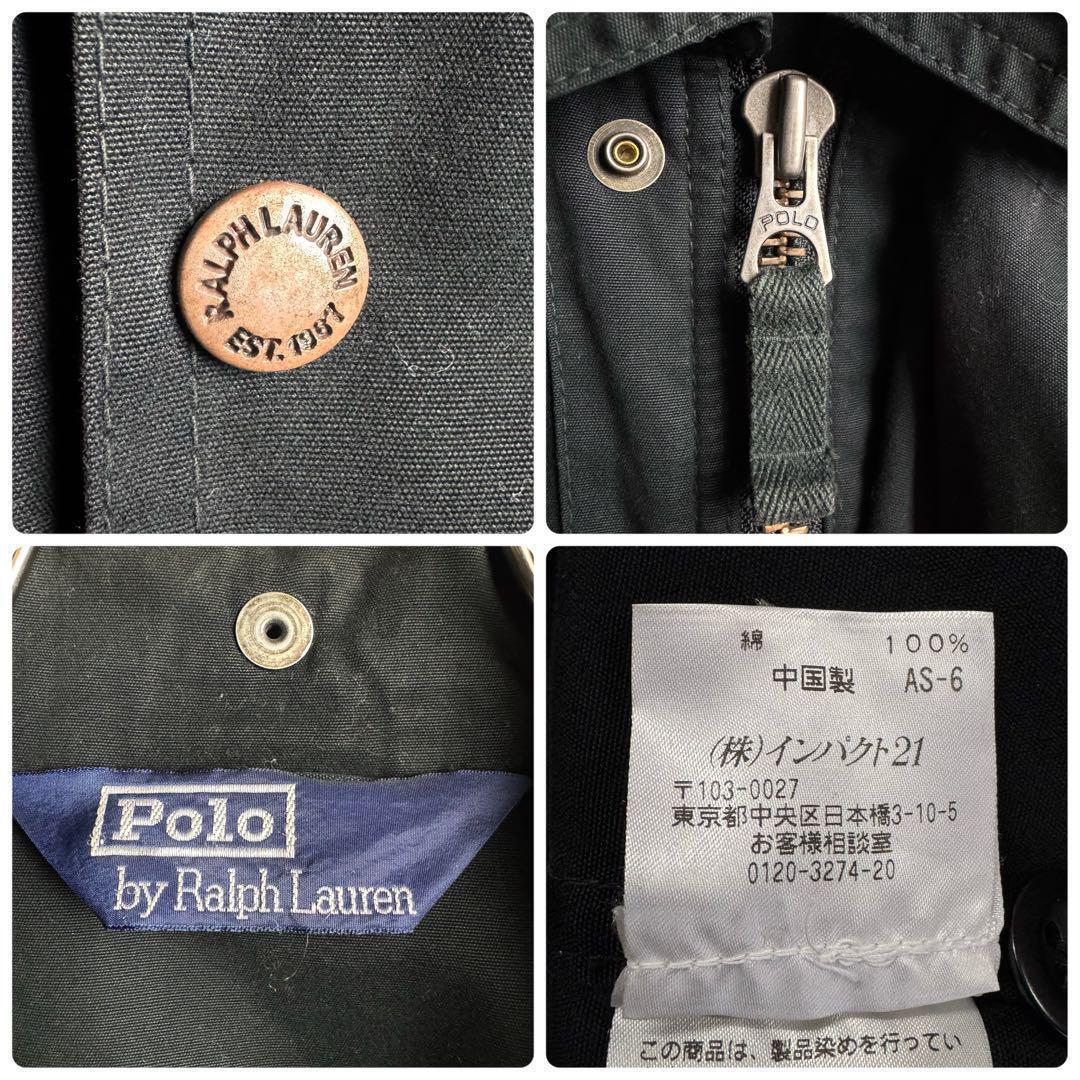 RALPH LAUREN
EST. 1967
POLO
Polo
by Ralph Lauren
綿 100%
中国製 AS-6
(株)インパクト21
〒103-0027
東京都中央区日本橋3-10-5
お客様相談室
0120-3274-20
この商品は、製品染めを行ってい